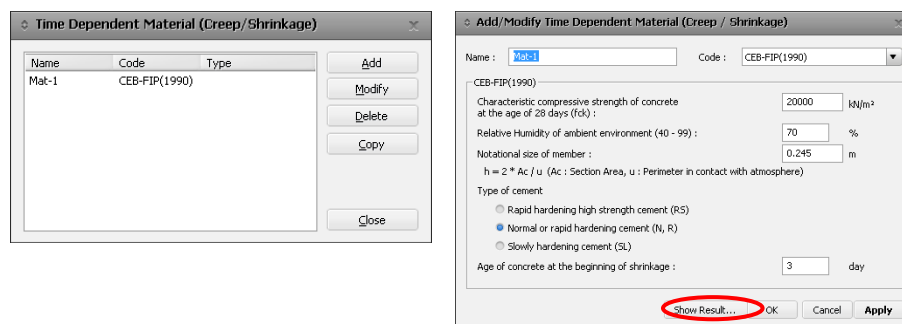 Time Dependent Material (Creep/Shrinkage)
Name Code Type
Mat-1 CEB-FIP(1990)
Add
Modify
Delete
Copy
Close
Add/Modify Time Dependent Material (Creep / Shrinkage)
Name : Mat-1 Code : CEB-FIP(1990)
CEB-FIP(1990)
Characteristic compressive strength of concrete
at the age of 28 days (fck) : 20000 kN/m²
Relative Humidity of ambient environment (40 - 99) : 70 %
Notational size of member : 0.245 m
h = 2 * Ac / u (Ac : Section Area, u : Perimeter in contact with atmosphere)
Type of cement
Rapid hardening high strength cement (RS)
Normal or rapid hardening cement (N, R)
Slowly hardening cement (SL)
Age of concrete at the beginning of shrinkage : 3 day
Show Result... OK Cancel Apply